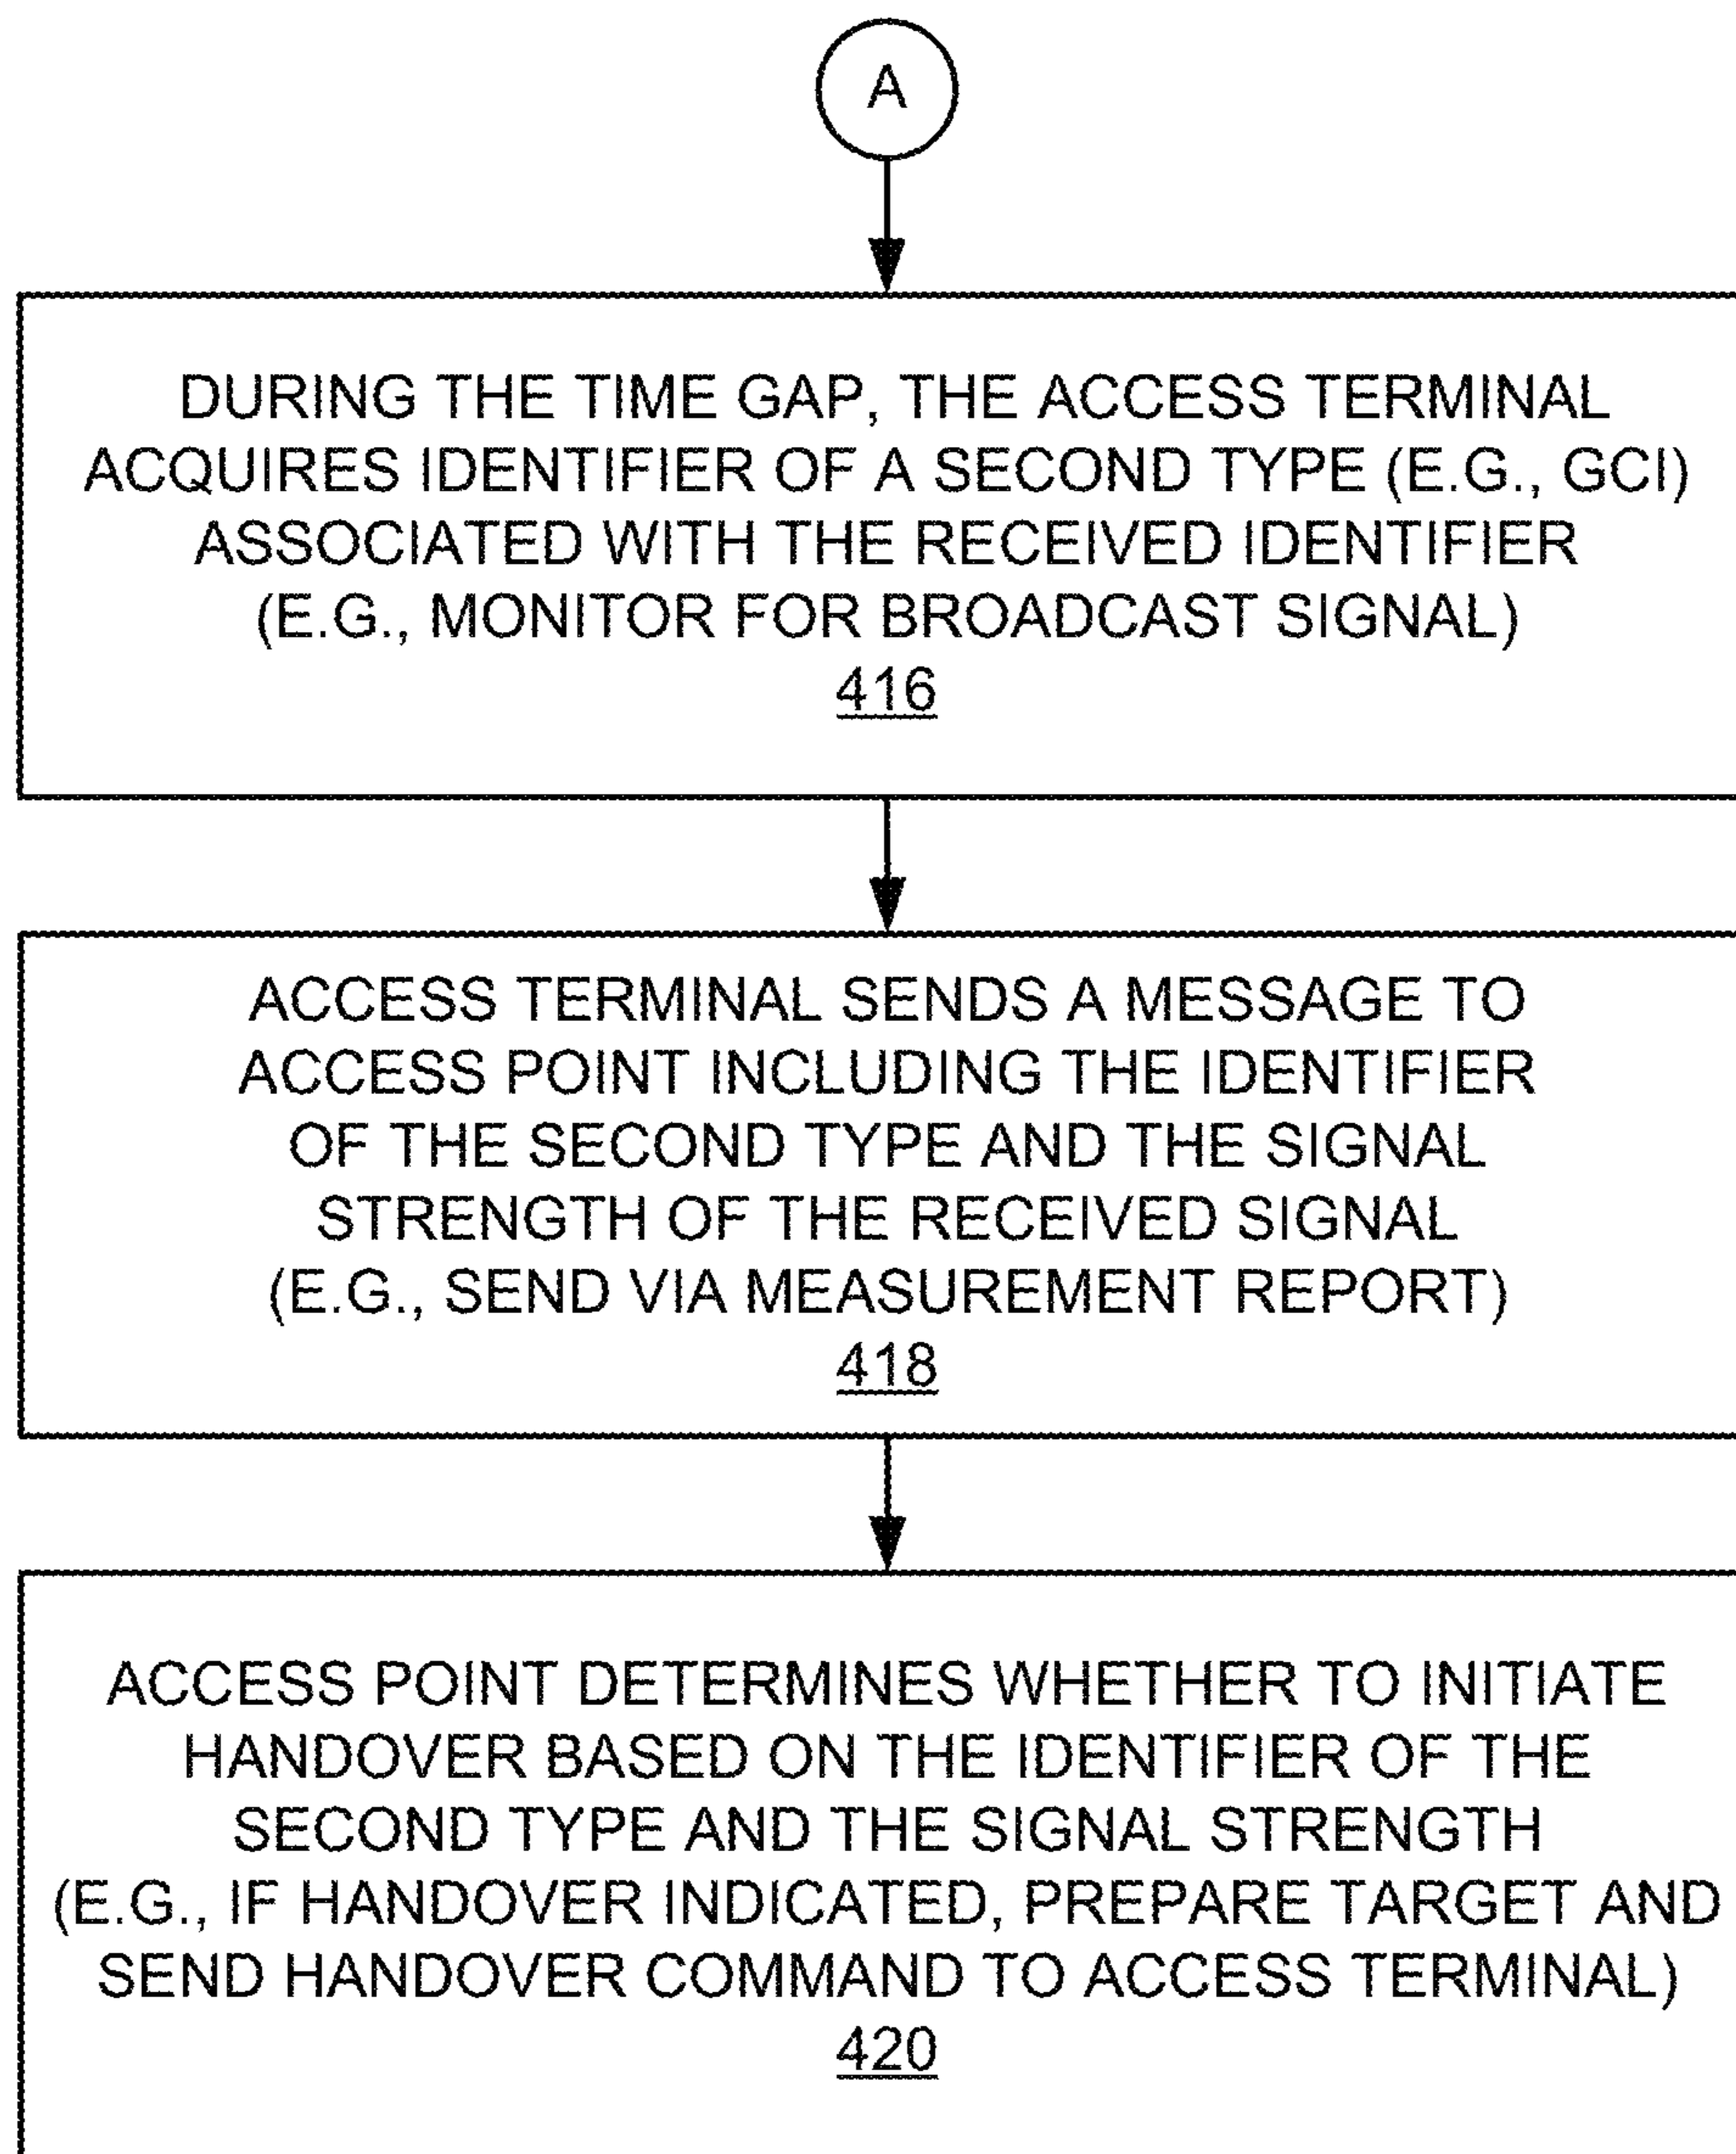 A
DURING THE TIME GAP, THE ACCESS TERMINAL
ACQUIRES IDENTIFIER OF A SECOND TYPE (E.G., GCI)
ASSOCIATED WITH THE RECEIVED IDENTIFIER
(E.G., MONITOR FOR BROADCAST SIGNAL)
416
ACCESS TERMINAL SENDS A MESSAGE TO
ACCESS POINT INCLUDING THE IDENTIFIER
OF THE SECOND TYPE AND THE SIGNAL
STRENGTH OF THE RECEIVED SIGNAL
(E.G., SEND VIA MEASUREMENT REPORT)
418
ACCESS POINT DETERMINES WHETHER TO INITIATE
HANDOVER BASED ON THE IDENTIFIER OF THE
SECOND TYPE AND THE SIGNAL STRENGTH
(E.G., IF HANDOVER INDICATED, PREPARE TARGET AND
SEND HANDOVER COMMAND TO ACCESS TERMINAL)
420